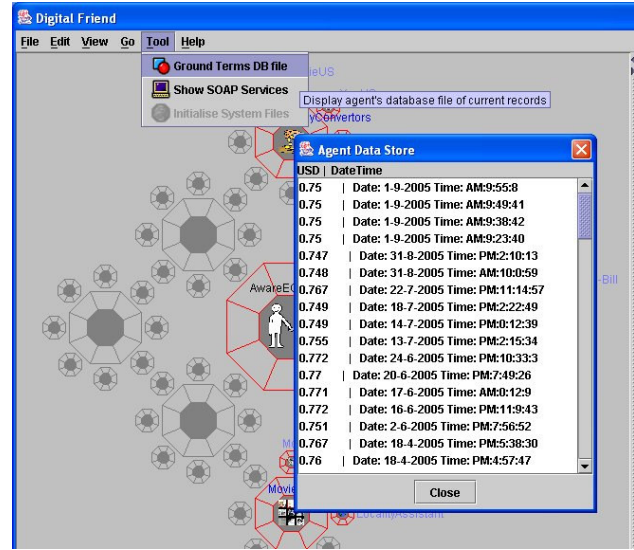 Digital Friend
File Edit View Go Tool Help
Ground Terms DB file
ieUS
Show SOAP Services
Display agent's database file of current records
Initialise System Files
yConvertors
Agent Data Store
USD | DateTime
0.75 | Date: 1-9-2005 Time: AM:9:55:8
0.75 | Date: 1-9-2005 Time: AM:9:49:41
0.75 | Date: 1-9-2005 Time: AM:9:38:42
0.75 | Date: 1-9-2005 Time: AM:9:23:40
0.747 | Date: 31-8-2005 Time: PM:2:10:13
0.748 | Date: 31-8-2005 Time: AM:10:0:59
0.767 | Date: 22-7-2005 Time: PM:11:14:57
0.749 | Date: 18-7-2005 Time: PM:2:22:49
0.749 | Date: 14-7-2005 Time: PM:0:12:39
0.755 | Date: 13-7-2005 Time: PM:2:15:34
0.772 | Date: 24-6-2005 Time: PM:10:33:3
0.77 | Date: 20-6-2005 Time: PM:7:49:26
0.771 | Date: 17-6-2005 Time: AM:0:12:9
0.772 | Date: 16-6-2005 Time: PM:11:9:43
0.751 | Date: 2-6-2005 Time: PM:7:56:52
0.767 | Date: 18-4-2005 Time: PM:5:38:30
0.76 | Date: 18-4-2005 Time: PM:4:57:47
Close
AwareEC
-Bill
Mo
Movie
LocalityAssistant